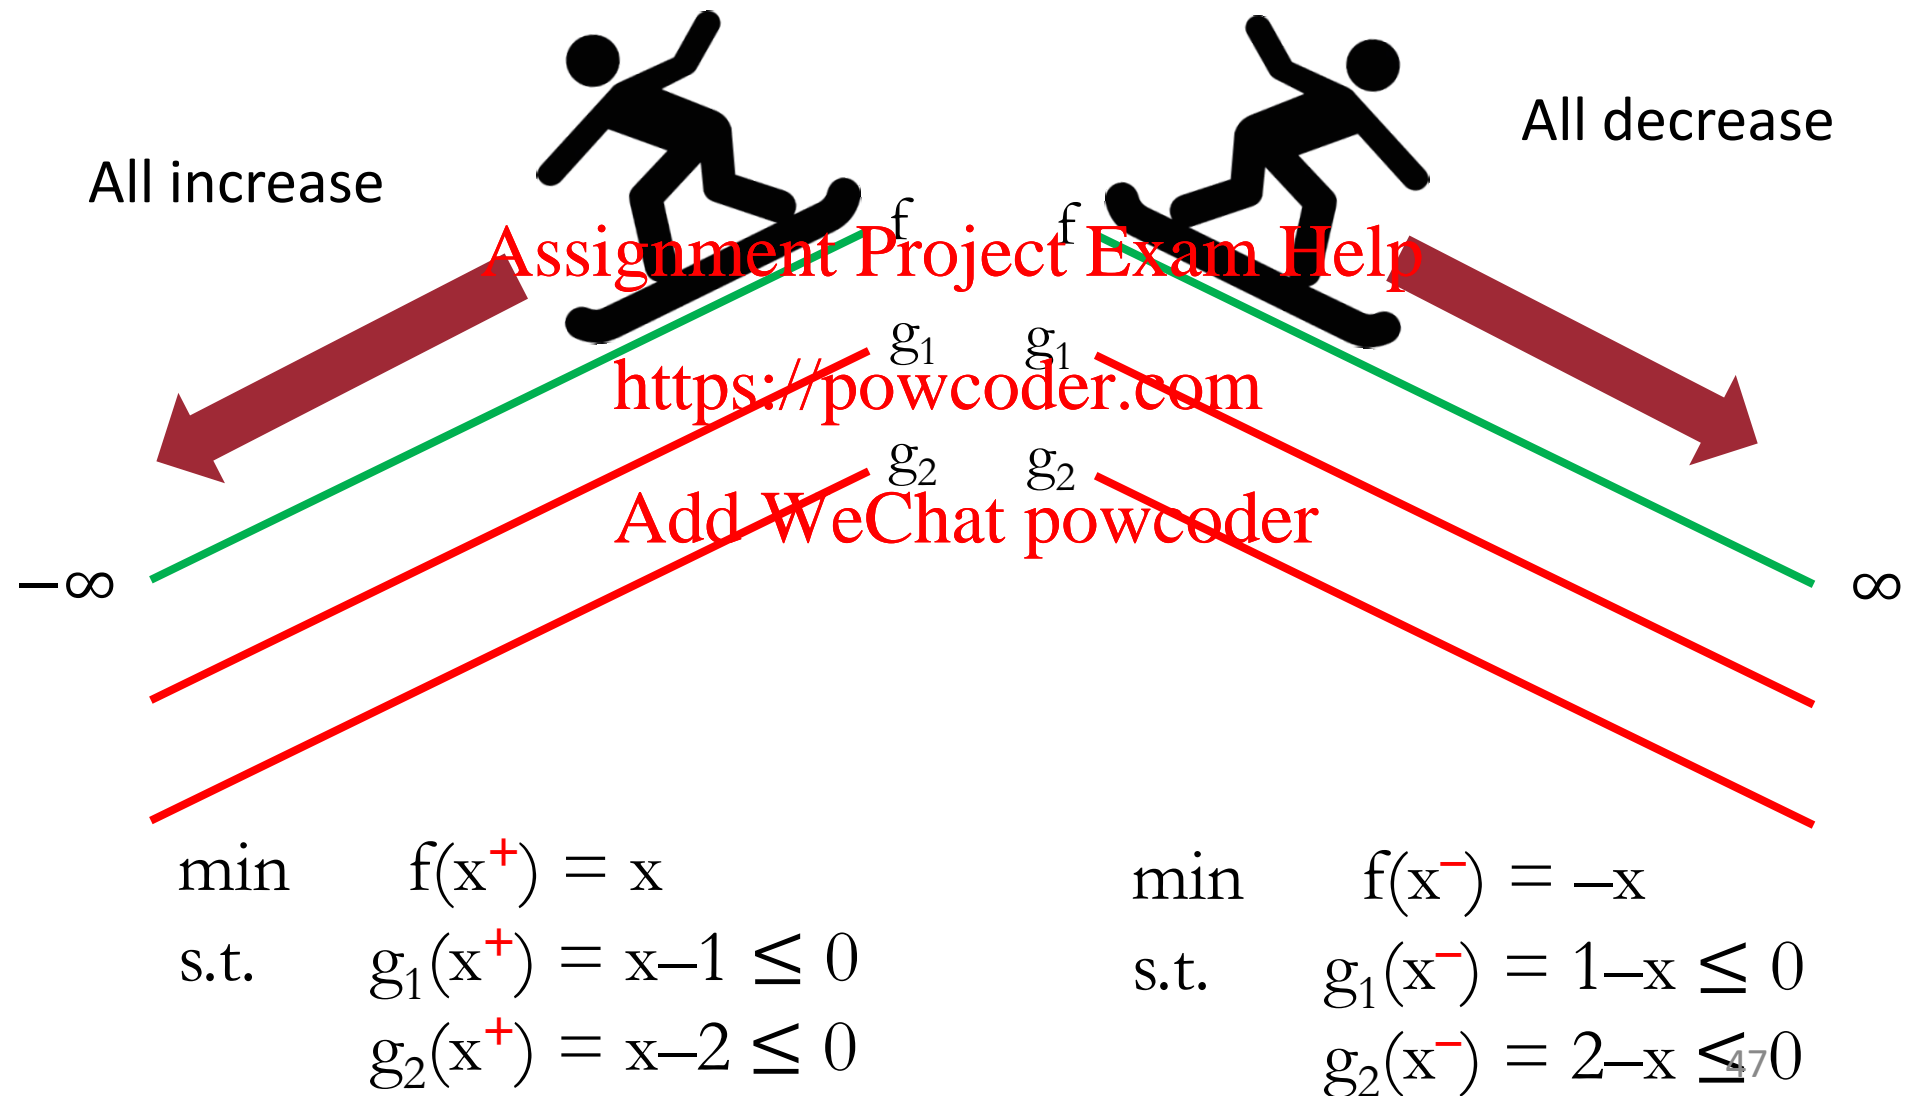 All increase
All decrease
f
f
Assignment Project Exam Help
g₁
g₁
https://powcoder.com
g₂
g₂
Add WeChat powcoder
–∞
∞
min f(x⁺) = x
s.t. g₁(x⁺) = x–1 ≤ 0
g₂(x⁺) = x–2 ≤ 0
min f(x⁻) = –x
s.t. g₁(x⁻) = 1–x ≤ 0
g₂(x⁻) = 2–x ≤ 0
47